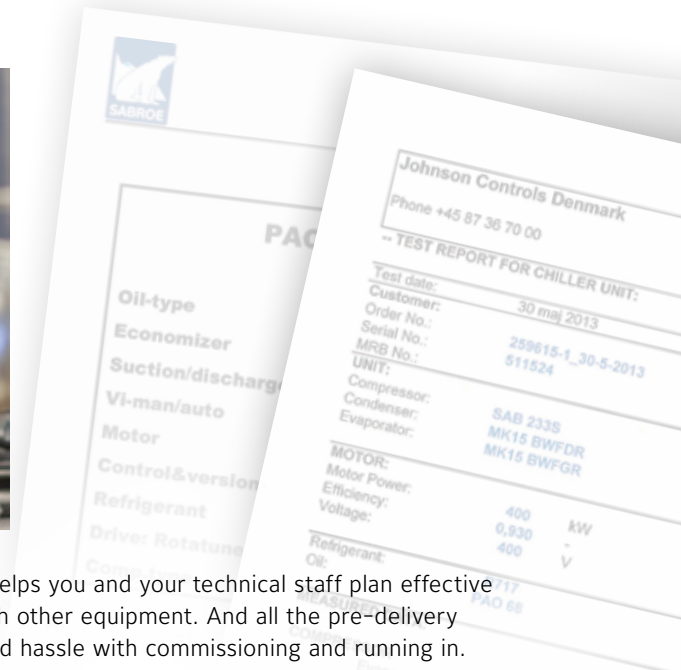 SABROE
PAC
Oil-type
Economizer
Suction/discharg
Vi-man/auto
Motor
Control&version
Refrigerant
Drive: Rotatune
Johnson Controls Denmark
Phone +45 87 36 70 00
-- TEST REPORT FOR CHILLER UNIT:
Test date: 30 maj 2013
Customer:
Order No.: 259615-1_30-5-2013
Serial No.: 511524
MRB No.:
UNIT:
Compressor: SAB 233S
Condenser: MK15 BWFDR
Evaporator: MK15 BWFGR
MOTOR:
Motor Power: 400 kW
Efficiency: 0,930 -
Voltage: 400 V
Refrigerant: 717
Oil: PAO 68
elps you and your technical staff plan effective
other equipment. And all the pre-delivery
d hassle with commissioning and running in.